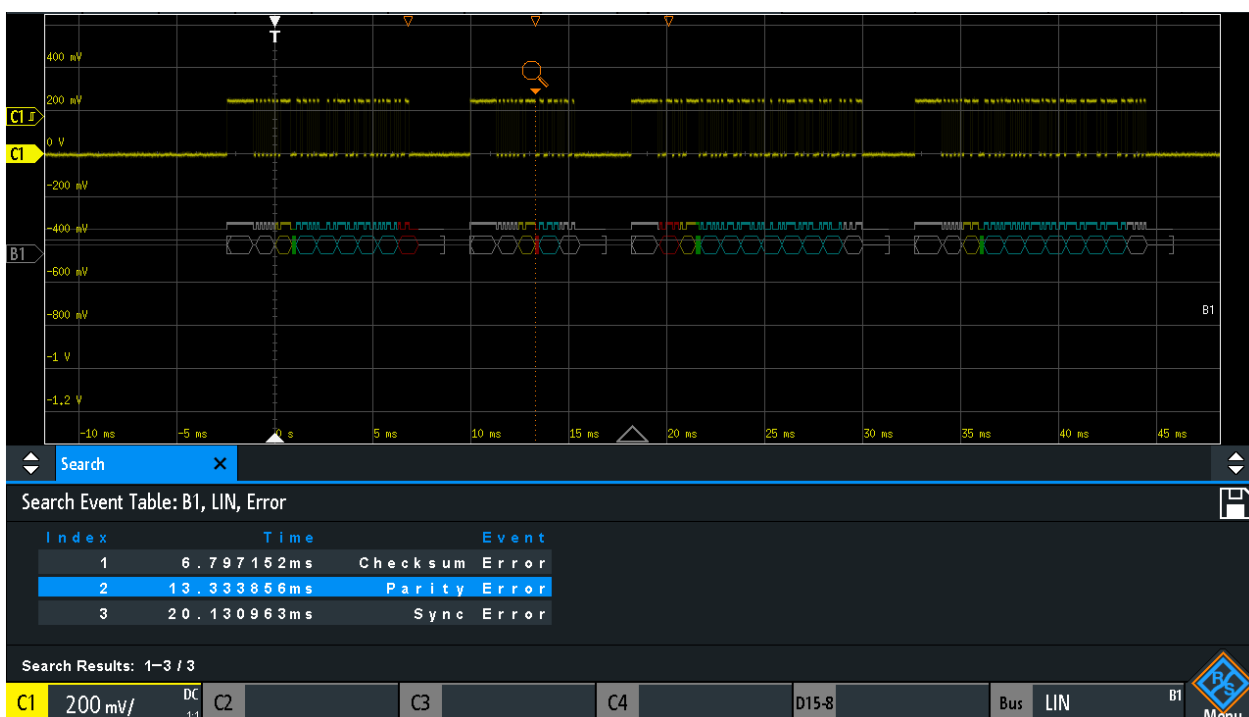 T
400 mV
200 mV
C1
0 V
C1
-200 mV
-400 mV
B1
-600 mV
-800 mV
B1
-1 V
-1.2 V
-10 ms -5 ms 0 s 5 ms 10 ms 15 ms 20 ms 25 ms 30 ms 35 ms 40 ms 45 ms
Search ×
Search Event Table: B1, LIN, Error
Index Time Event
1 6.797152ms Checksum Error
2 13.333856ms Parity Error
3 20.130963ms Sync Error
Search Results: 1–3 / 3
C1 200 mV/ DC 1:1 C2 C3 C4 D15-8 Bus LIN B1 R&S Menu